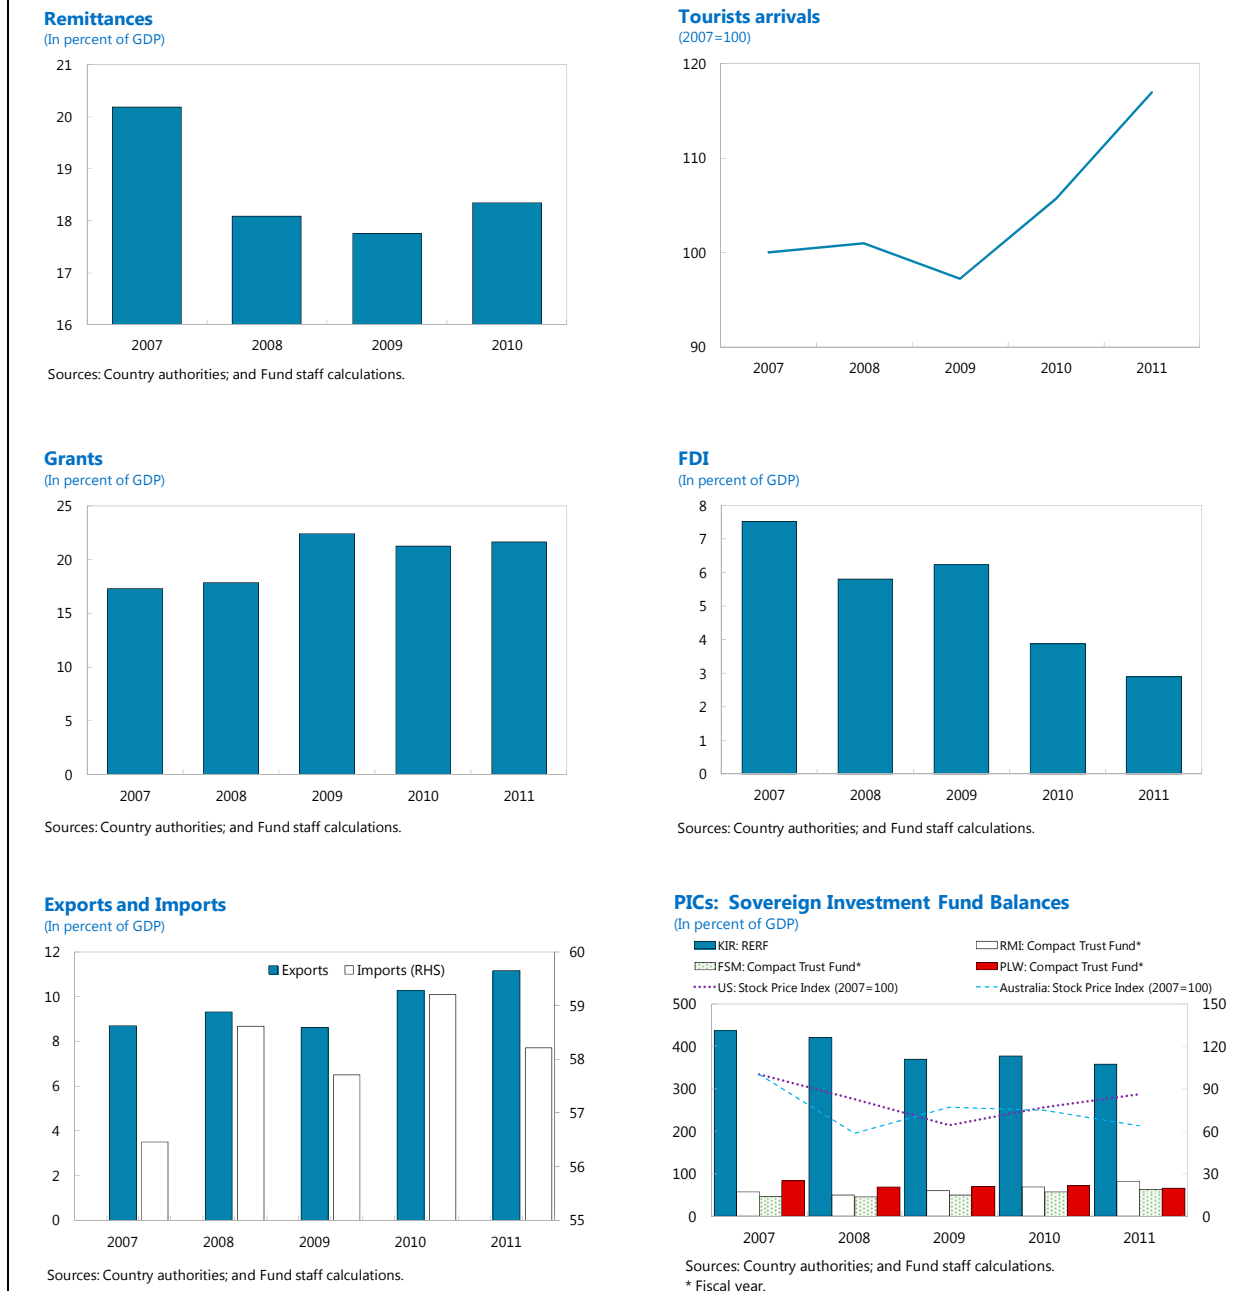 Remittances
(In percent of GDP)
21
20
19
18
17
16
2007 2008 2009 2010
Sources: Country authorities; and Fund staff calculations.
Tourists arrivals
(2007=100)
120
110
100
90
2007 2008 2009 2010 2011
Grants
(In percent of GDP)
25
20
15
10
5
0
2007 2008 2009 2010 2011
Sources: Country authorities; and Fund staff calculations.
FDI
(In percent of GDP)
8
7
6
5
4
3
2
1
0
2007 2008 2009 2010 2011
Sources: Country authorities; and Fund staff calculations.
Exports and Imports
(In percent of GDP)
Exports Imports (RHS)
12 60
10 59
8 58
6
4 57
2 56
0 55
2007 2008 2009 2010 2011
Sources: Country authorities; and Fund staff calculations.
PICs: Sovereign Investment Fund Balances
(In percent of GDP)
KIR: RERF RMI: Compact Trust Fund*
FSM: Compact Trust Fund* PLW: Compact Trust Fund*
US: Stock Price Index (2007=100) Australia: Stock Price Index (2007=100)
500 150
400 120
300 90
200 60
100 30
0 0
2007 2008 2009 2010 2011
Sources: Country authorities; and Fund staff calculations.
* Fiscal year.